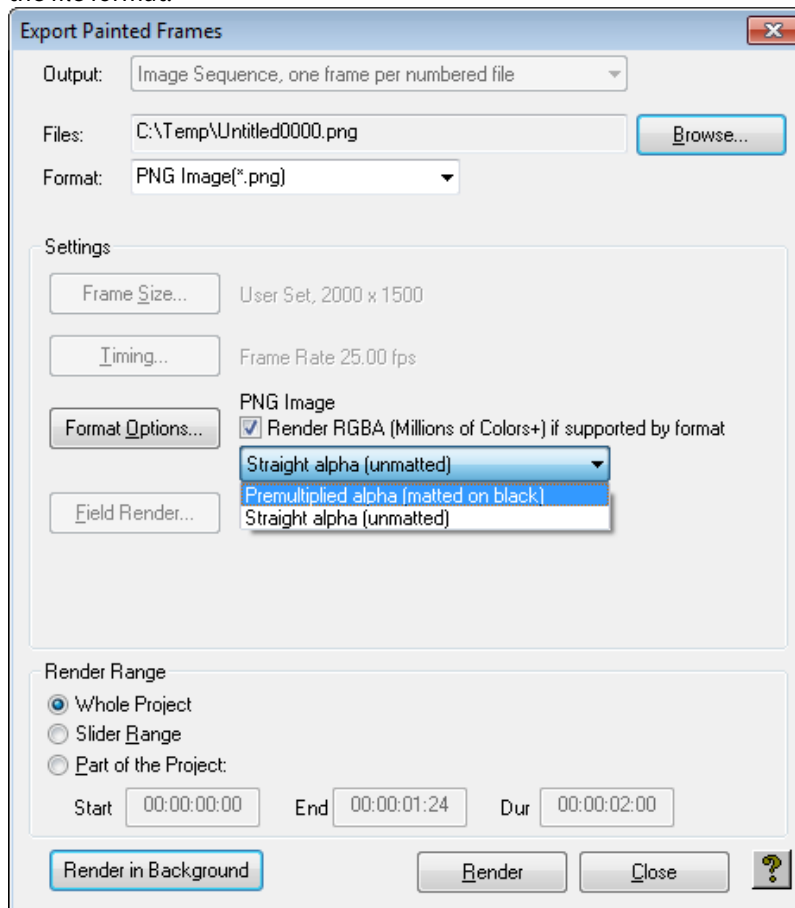 the file format.
Export Painted Frames
Output: Image Sequence, one frame per numbered file
Files: C:\Temp\Untitled0000.png Browse...
Format: PNG Image(*.png)
Settings
Frame Size... User Set, 2000 x 1500
Timing... Frame Rate 25.00 fps
PNG Image
Format Options... Render RGBA (Millions of Colors+) if supported by format
Straight alpha (unmatted)
Premultiplied alpha (matted on black)
Field Render... Straight alpha (unmatted)
Render Range
Whole Project
Slider Range
Part of the Project:
Start 00:00:00:00 End 00:00:01:24 Dur 00:00:02:00
Render in Background Render Close ?